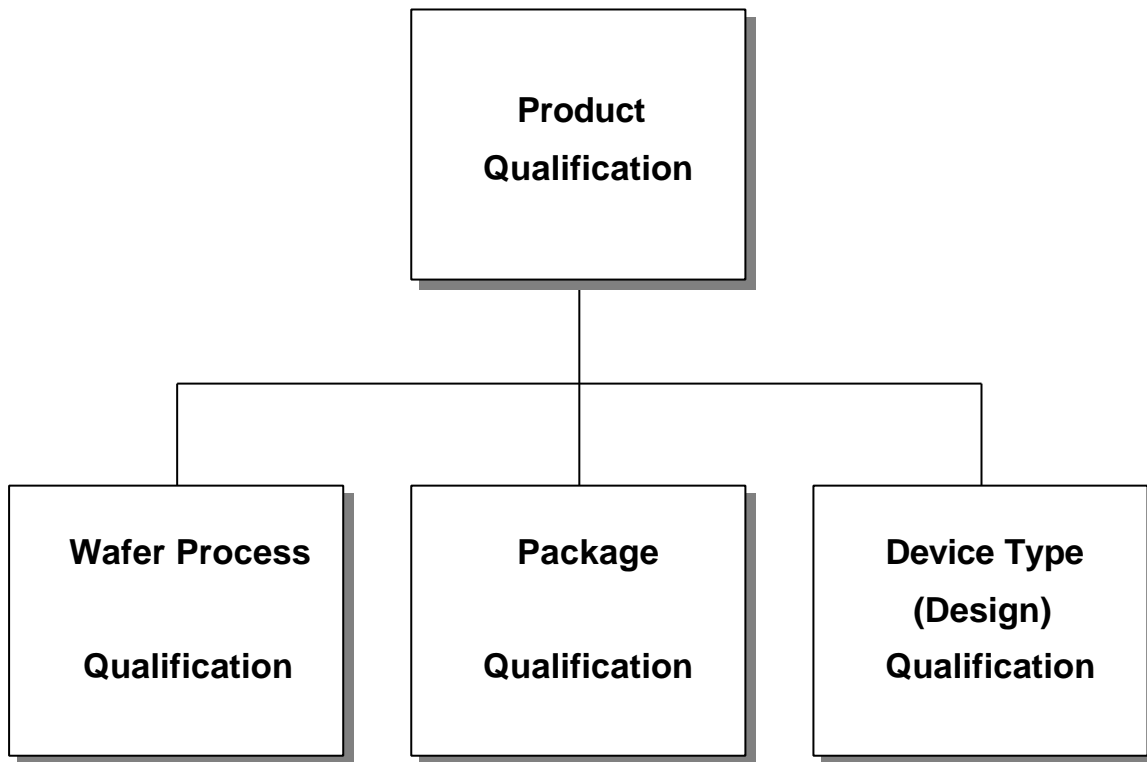 Product
Qualification
Wafer Process
Qualification
Package
Qualification
Device Type
(Design)
Qualification